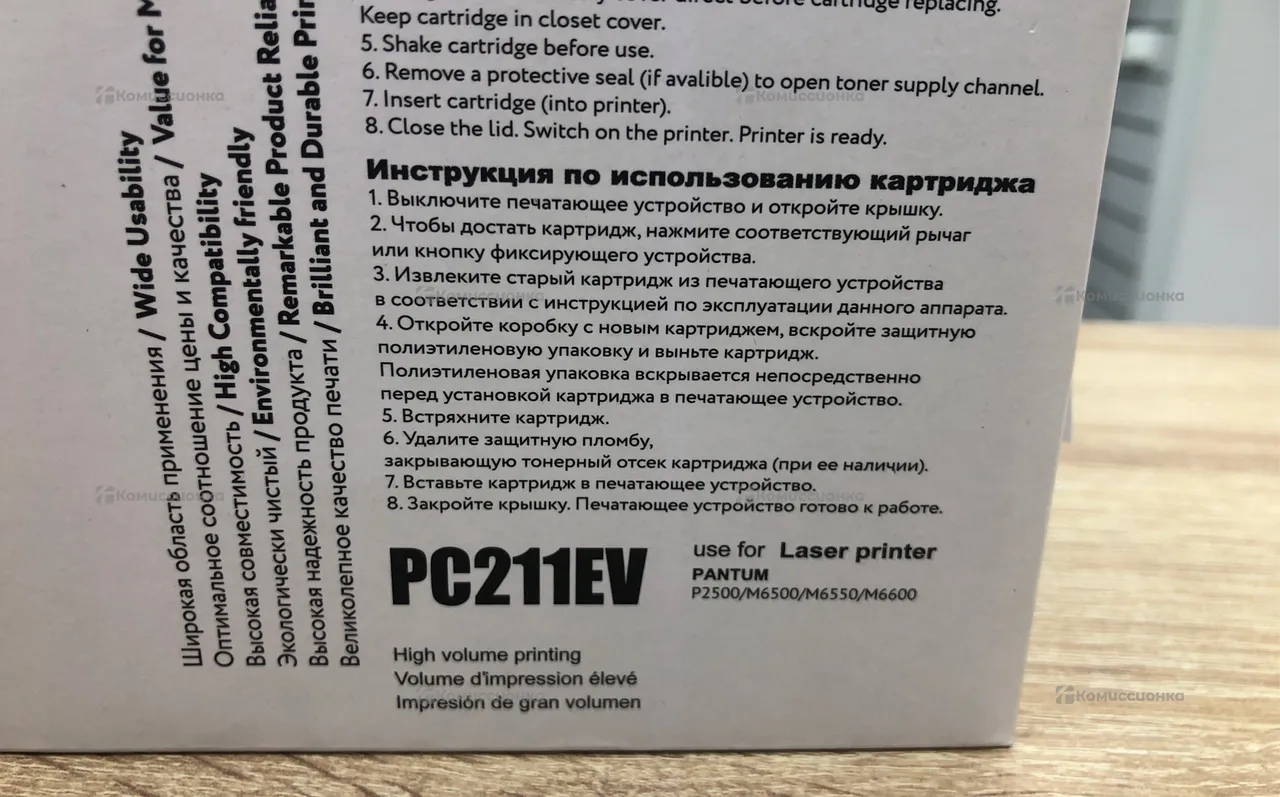 cartridge replacing.
Keep cartridge in closet cover.
5. Shake cartridge before use.
6. Remove a protective seal (if avalible) to open toner supply channel.
7. Insert cartridge (into printer).
8. Close the lid. Switch on the printer. Printer is ready.
Инструкция по использованию картриджа
1. Выключите печатающее устройство и откройте крышку.
2. Чтобы достать картридж, нажмите соответствующий рычаг
или кнопку фиксирующего устройства.
3. Извлеките старый картридж из печатающего устройства
в соответствии с инструкцией по эксплуатации данного аппарата.
4. Откройте коробку с новым картриджем, вскройте защитную
полиэтиленовую упаковку и выньте картридж.
Полиэтиленовая упаковка вскрывается непосредственно
перед установкой картриджа в печатающее устройство.
5. Встряхните картридж.
6. Удалите защитную пломбу,
закрывающую тонерный отсек картриджа (при ее наличии).
7. Вставьте картридж в печатающее устройство.
8. Закройте крышку. Печатающее устройство готово к работе.
Широкая область применения / Wide Usability
Оптимальное соотношение цены и качества / Value for
Высокая совместимость / High Compatibility
Экологически чистый / Environmentally friendly
Высокая надежность продукта / Remarkable Product
Великолепное качество печати / Brilliant and Durable
PC211EV
use for Laser printer
PANTUM
P2500/M6500/M6550/M6600
High volume printing
Volume d'impression élevé
Impresión de gran volumen
Комиссионка
Комиссионка
Комиссионка
Комиссионка
Комиссионка
Комиссионка
Комиссионка
Комиссионка